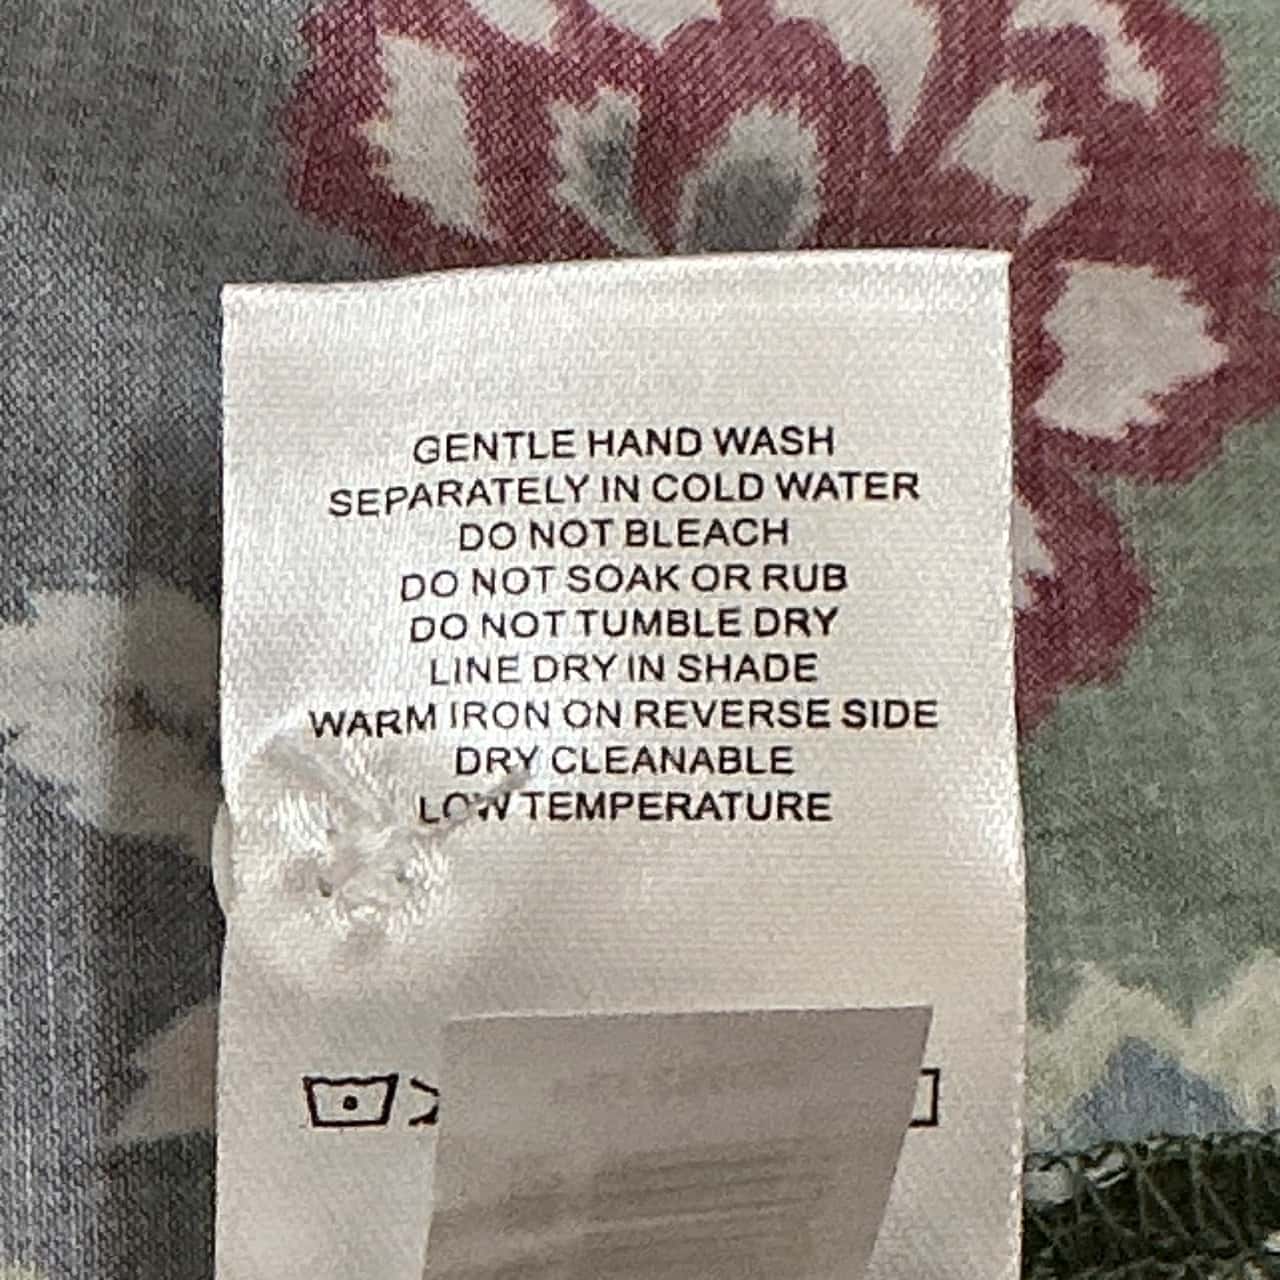 GENTLE HAND WASH
SEPARATELY IN COLD WATER
DO NOT BLEACH
DO NOT SOAK OR RUB
DO NOT TUMBLE DRY
LINE DRY IN SHADE
WARM IRON ON REVERSE SIDE
DRY CLEANABLE
LOW TEMPERATURE